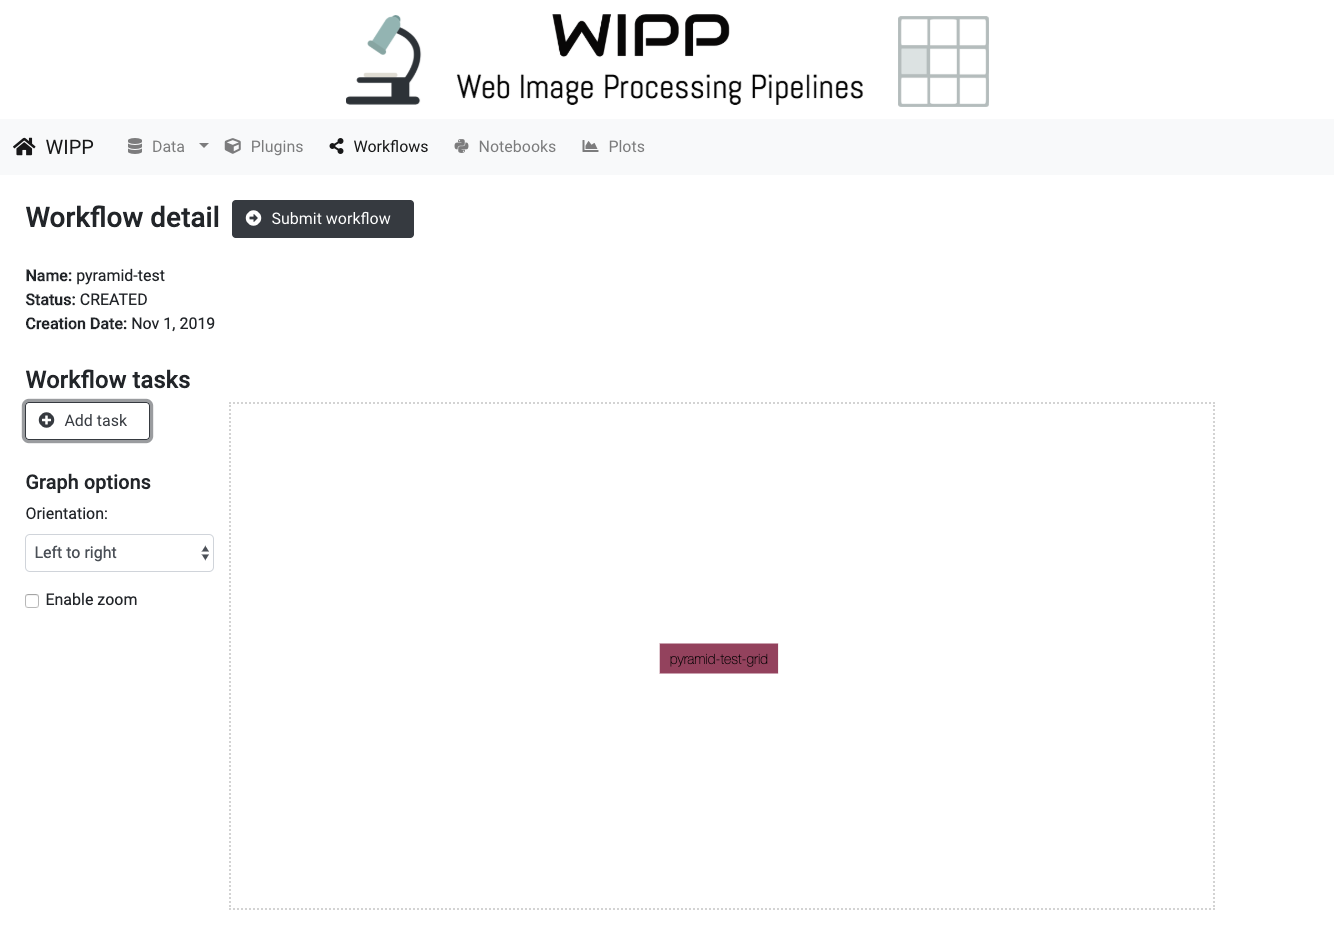 WIPP
Web Image Processing Pipelines
WIPP Data Plugins Workflows Notebooks Plots
Workflow detail Submit workflow
Name: pyramid-test
Status: CREATED
Creation Date: Nov 1, 2019
Workflow tasks
Add task
Graph options
Orientation:
Left to right
Enable zoom
pyramid-test-grid